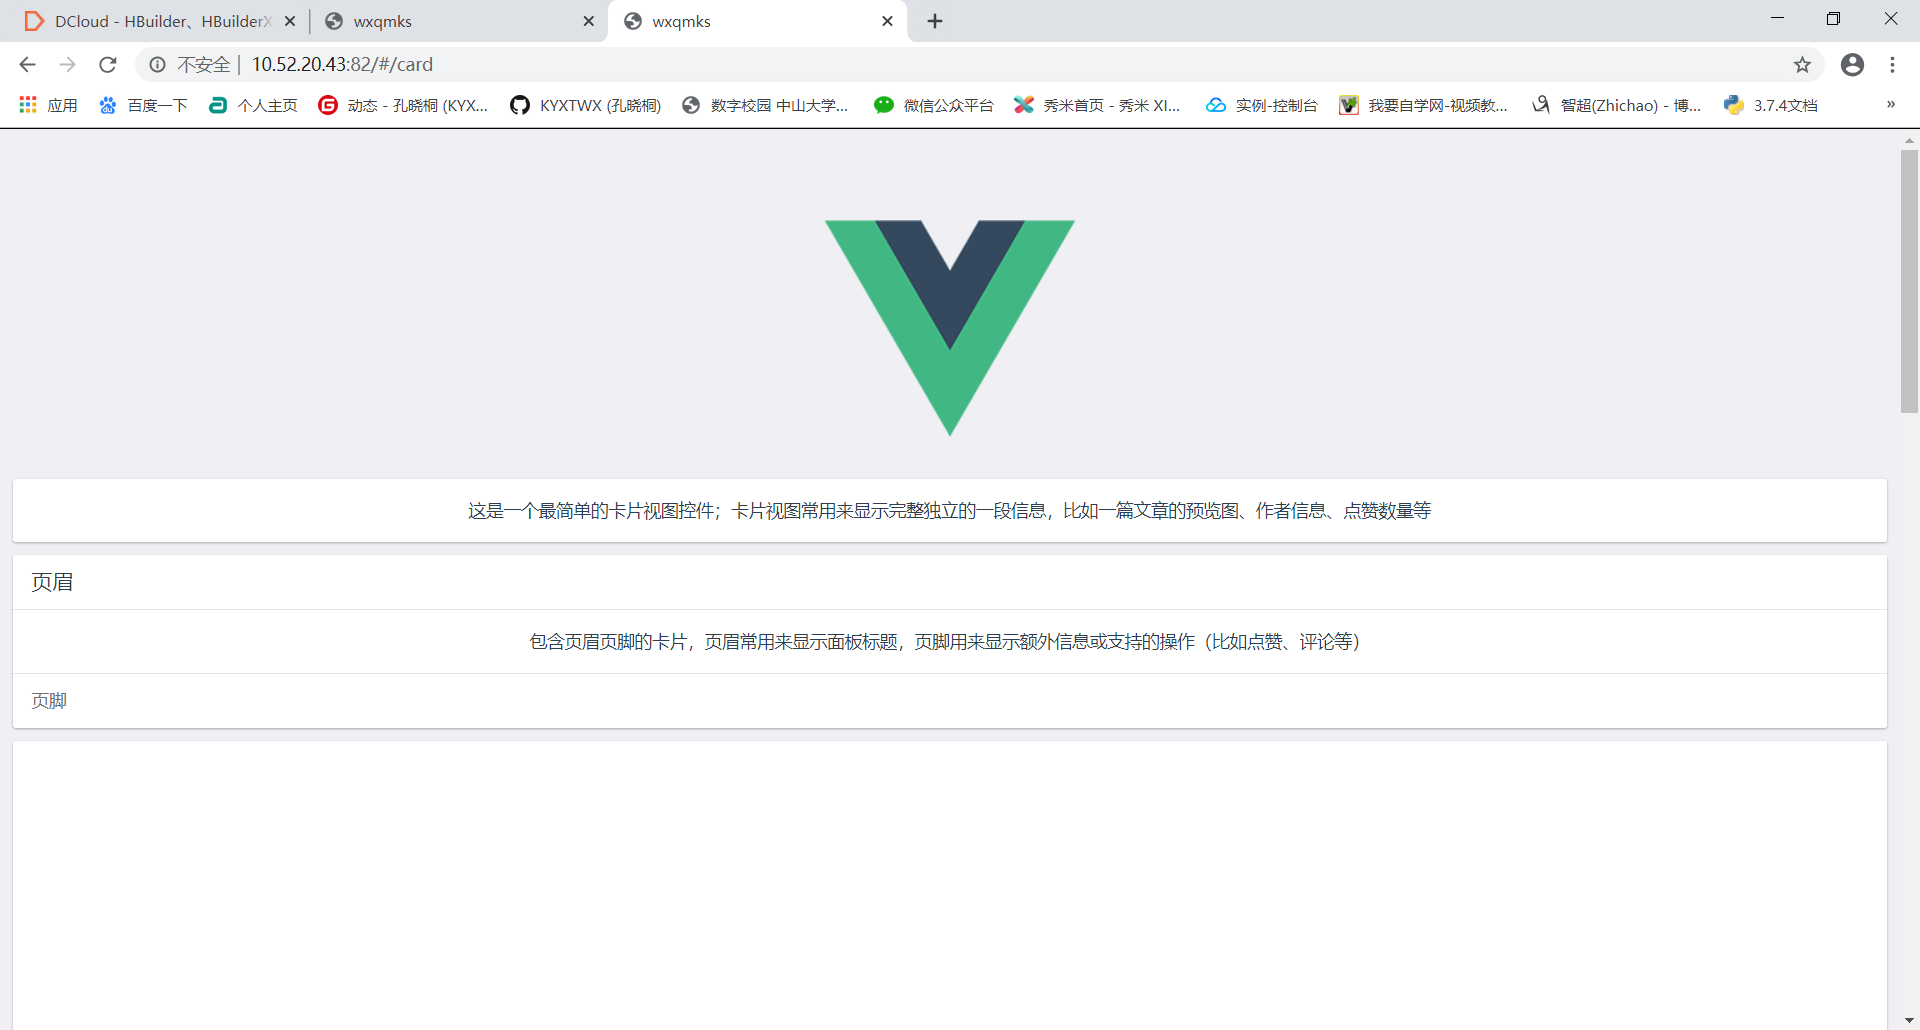 DCloud - HBuilder、HBuilderX
wxqmks
wxqmks
不安全 | 10.52.20.43:82/#/card
应用 百度一下 个人主页 动态 - 孔晓桐 (KYX... KYXTWX (孔晓桐) 数字校园 中山大学... 微信公众平台 秀米首页 - 秀米 XI... 实例-控制台 我要自学网-视频教... 智超(Zhichao) - 博... 3.7.4文档 »
这是一个最简单的卡片视图控件；卡片视图常用来显示完整独立的一段信息，比如一篇文章的预览图、作者信息、点赞数量等
页眉
包含页眉页脚的卡片，页眉常用来显示面板标题，页脚用来显示额外信息或支持的操作（比如点赞、评论等）
页脚